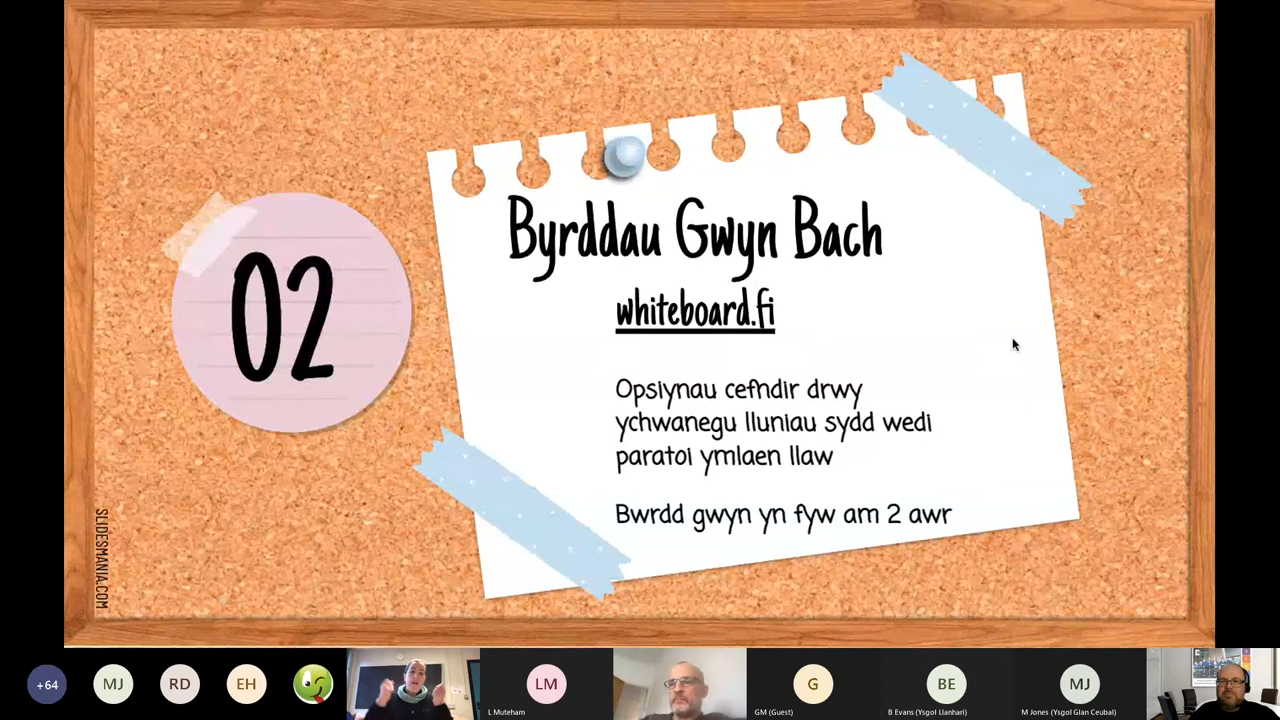 02
Byrddau Gwyn Bach
whiteboard.fi
Opsiynau cefndir drwy
ychwanegu lluniau sydd wedi
paratoi ymlaen llaw
Bwrdd gwyn yn fyw am 2 awr
SLIDESMANIA.COM
+64
MJ
RD
EH
LM
L Muteham
G
GM (Guest)
BE
B Evans (Ysgol Llanhari)
MJ
M Jones (Ysgol Glan Ceubal)